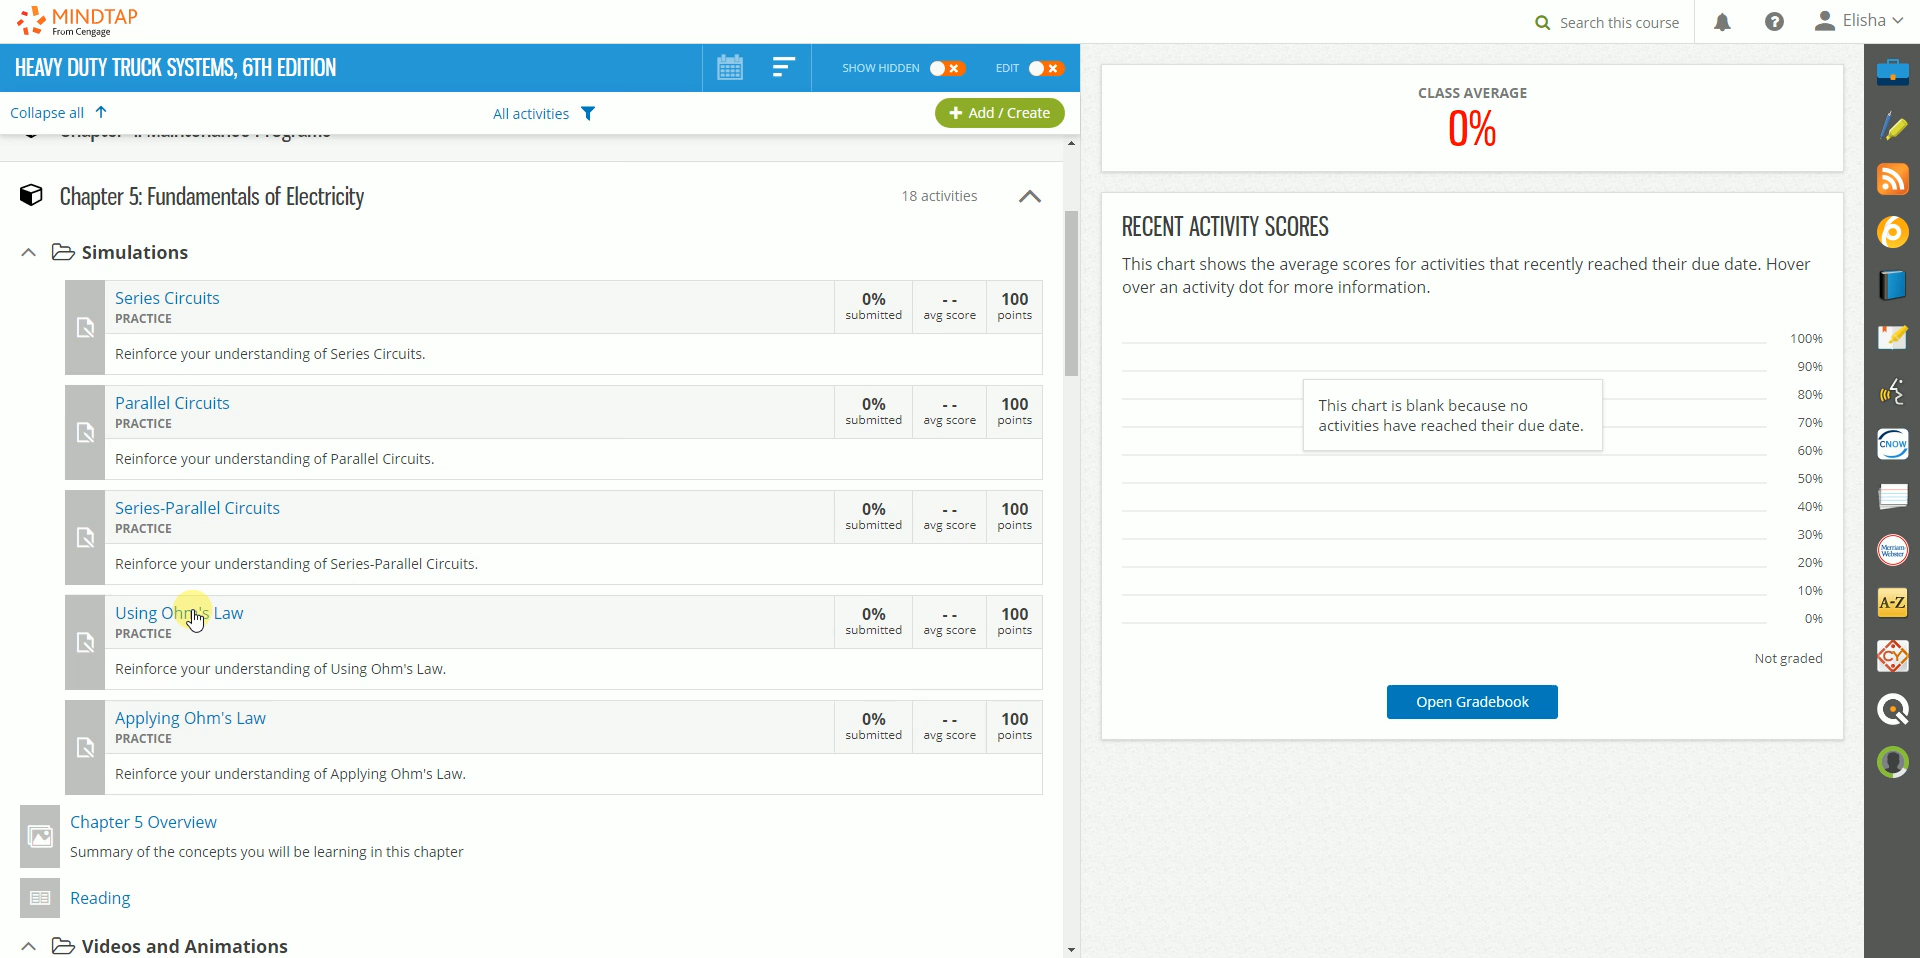 MINDTAP
From Cengage
Search this course
Elisha
HEAVY DUTY TRUCK SYSTEMS, 6TH EDITION
SHOW HIDDEN
EDIT
Collapse all
All activities
+ Add / Create
Chapter 4: Maintenance Programs
Chapter 5: Fundamentals of Electricity
18 activities
Simulations
Series Circuits
PRACTICE
0% submitted
-- avg score
100 points
Reinforce your understanding of Series Circuits.
Parallel Circuits
PRACTICE
0% submitted
-- avg score
100 points
Reinforce your understanding of Parallel Circuits.
Series-Parallel Circuits
PRACTICE
0% submitted
-- avg score
100 points
Reinforce your understanding of Series-Parallel Circuits.
Using Ohm's Law
PRACTICE
0% submitted
-- avg score
100 points
Reinforce your understanding of Using Ohm's Law.
Applying Ohm's Law
PRACTICE
0% submitted
-- avg score
100 points
Reinforce your understanding of Applying Ohm's Law.
Chapter 5 Overview
Summary of the concepts you will be learning in this chapter
Reading
Videos and Animations
CLASS AVERAGE
0%
RECENT ACTIVITY SCORES
This chart shows the average scores for activities that recently reached their due date. Hover
over an activity dot for more information.
100%
90%
80%
70%
60%
50%
40%
30%
20%
10%
0%
This chart is blank because no
activities have reached their due date.
Not graded
Open Gradebook
CNOW
Merriam-
Webster
A-Z
CY